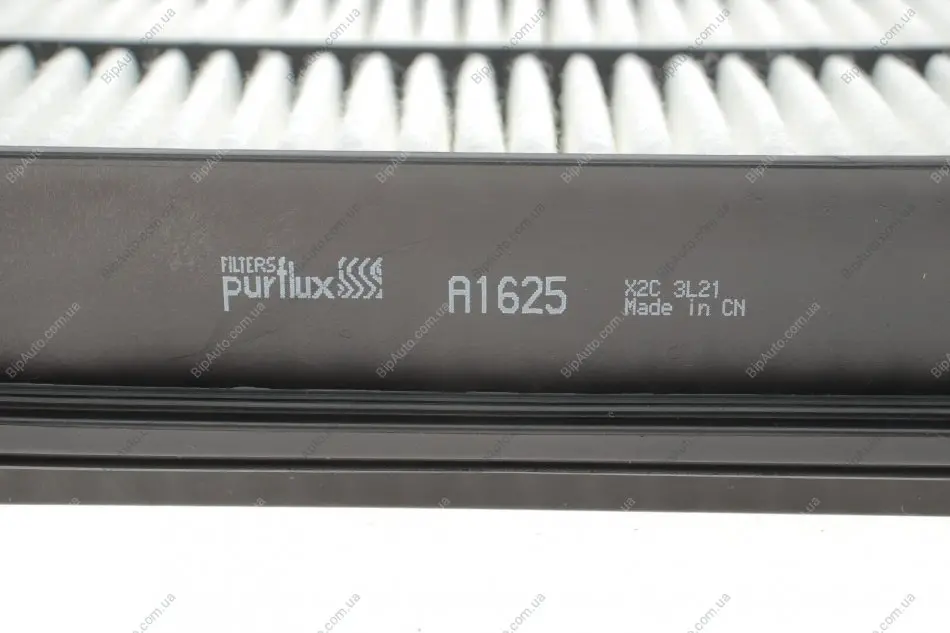 FILTERS
purflux
A1625
X2C 3L21
Made in CN
BipAuto.com.ua